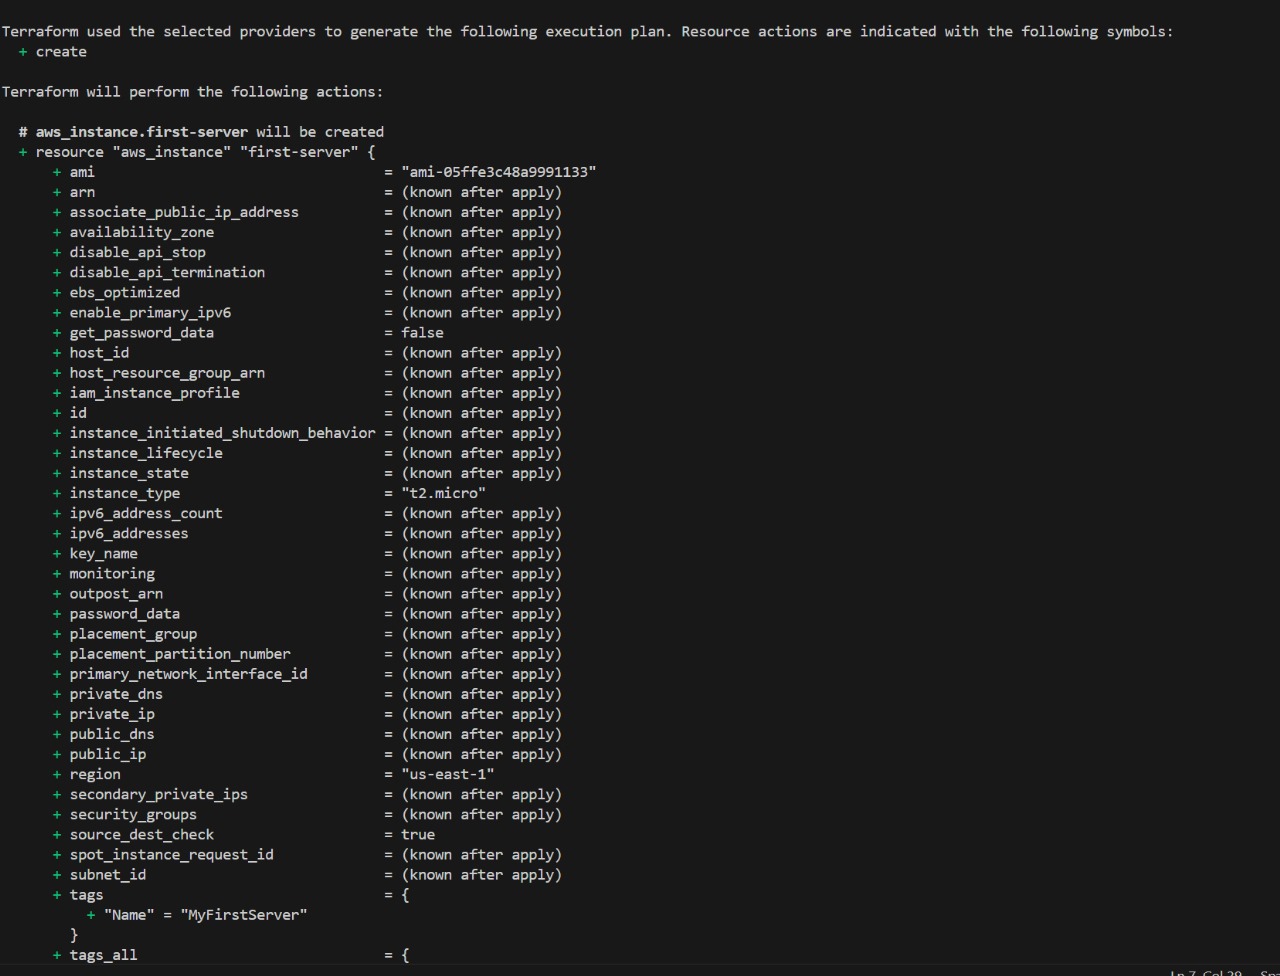 Terraform used the selected providers to generate the following execution plan. Resource actions are indicated with the following symbols:
+ create
Terraform will perform the following actions:
# aws_instance.first-server will be created
+ resource "aws_instance" "first-server" {
+ ami = "ami-05ffe3c48a9991133"
+ arn = (known after apply)
+ associate_public_ip_address = (known after apply)
+ availability_zone = (known after apply)
+ disable_api_stop = (known after apply)
+ disable_api_termination = (known after apply)
+ ebs_optimized = (known after apply)
+ enable_primary_ipv6 = (known after apply)
+ get_password_data = false
+ host_id = (known after apply)
+ host_resource_group_arn = (known after apply)
+ iam_instance_profile = (known after apply)
+ id = (known after apply)
+ instance_initiated_shutdown_behavior = (known after apply)
+ instance_lifecycle = (known after apply)
+ instance_state = (known after apply)
+ instance_type = "t2.micro"
+ ipv6_address_count = (known after apply)
+ ipv6_addresses = (known after apply)
+ key_name = (known after apply)
+ monitoring = (known after apply)
+ outpost_arn = (known after apply)
+ password_data = (known after apply)
+ placement_group = (known after apply)
+ placement_partition_number = (known after apply)
+ primary_network_interface_id = (known after apply)
+ private_dns = (known after apply)
+ private_ip = (known after apply)
+ public_dns = (known after apply)
+ public_ip = (known after apply)
+ region = "us-east-1"
+ secondary_private_ips = (known after apply)
+ security_groups = (known after apply)
+ source_dest_check = true
+ spot_instance_request_id = (known after apply)
+ subnet_id = (known after apply)
+ tags = {
+ "Name" = "MyFirstServer"
}
+ tags_all = {